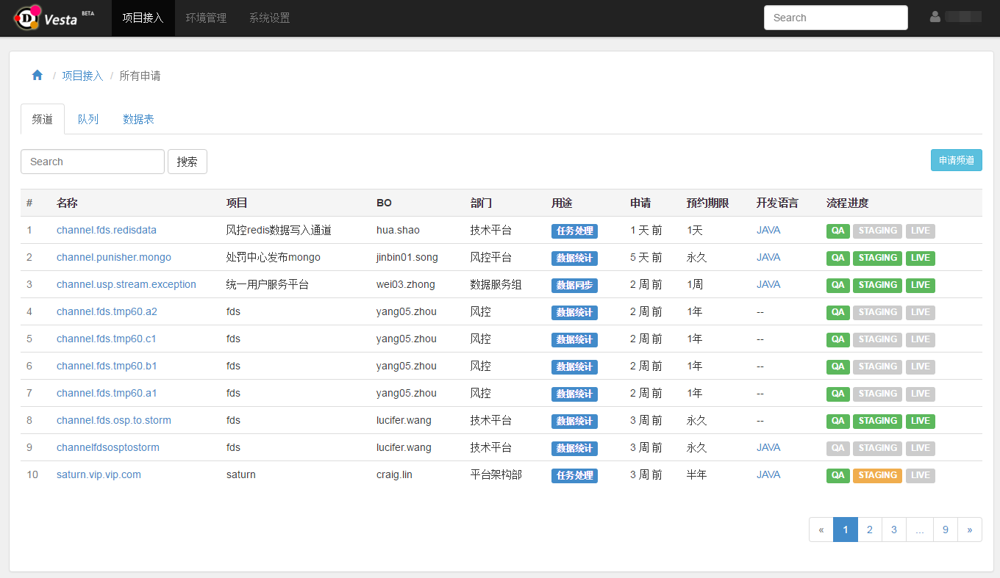 D Vesta BETA 项目接入 环境管理 系统设置 Search
/ 项目接入 / 所有申请
频道 队列 数据表
Search 搜索 申请频道
# 名称 项目 BO 部门 用途 申请 预约期限 开发语言 流程进度
1 channel.fds.redisdata 风控redis数据写入通道 hua.shao 技术平台 任务处理 1 天 前 1天 JAVA QA STAGING LIVE
2 channel.punisher.mongo 处罚中心发布mongo jinbin01.song 风控平台 数据统计 5 天 前 永久 JAVA QA STAGING LIVE
3 channel.usp.stream.exception 统一用户服务平台 wei03.zhong 数据服务组 数据同步 2 周 前 1周 JAVA QA STAGING LIVE
4 channel.fds.tmp60.a2 fds yang05.zhou 风控 数据统计 2 周 前 1年 -- QA STAGING LIVE
5 channel.fds.tmp60.c1 fds yang05.zhou 风控 数据统计 2 周 前 1年 -- QA STAGING LIVE
6 channel.fds.tmp60.b1 fds yang05.zhou 风控 数据统计 2 周 前 1年 -- QA STAGING LIVE
7 channel.fds.tmp60.a1 fds yang05.zhou 风控 数据统计 2 周 前 1年 -- QA STAGING LIVE
8 channel.fds.osp.to.storm fds lucifer.wang 技术平台 数据统计 3 周 前 永久 -- QA STAGING LIVE
9 channelfdsosptostorm fds lucifer.wang 技术平台 数据统计 3 周 前 永久 JAVA QA STAGING LIVE
10 saturn.vip.vip.com saturn craig.lin 平台架构部 任务处理 3 周 前 半年 JAVA QA STAGING LIVE
« 1 2 3 ... 9 »